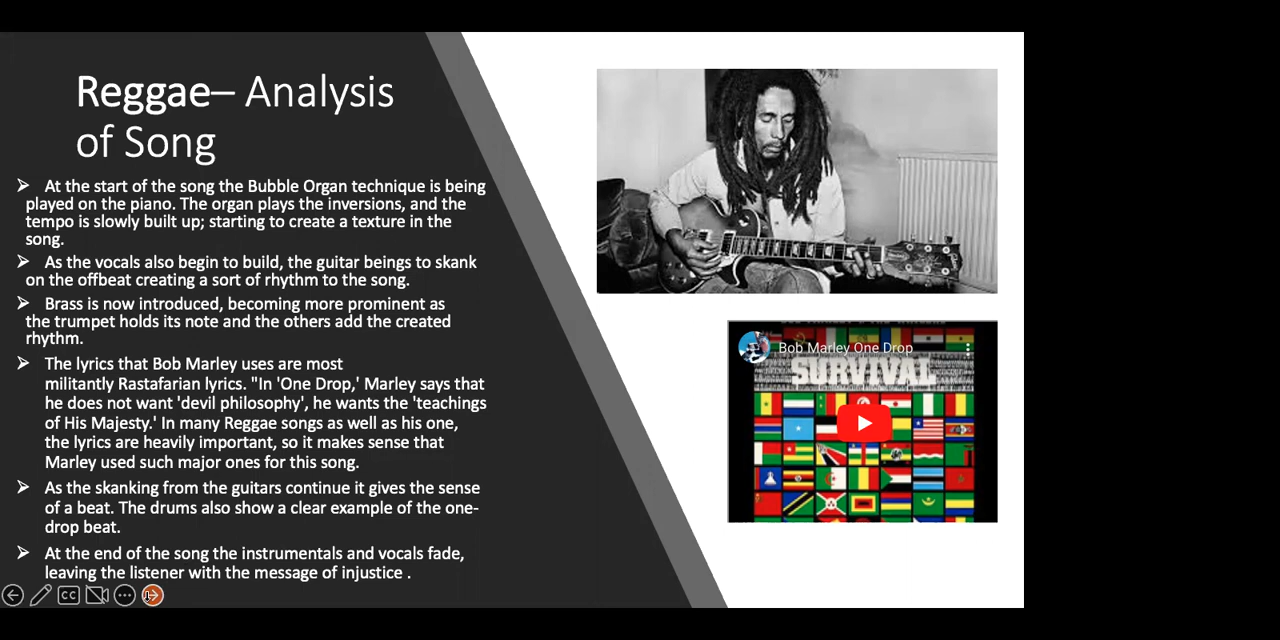 Reggae– Analysis
of Song
➢ At the start of the song the Bubble Organ technique is being
played on the piano. The organ plays the inversions, and the
tempo is slowly built up; starting to create a texture in the
song.
➢ As the vocals also begin to build, the guitar beings to skank
on the offbeat creating a sort of rhythm to the song.
➢ Brass is now introduced, becoming more prominent as
the trumpet holds its note and the others add the created
rhythm.
➢ The lyrics that Bob Marley uses are most
militantly Rastafarian lyrics. "In 'One Drop,' Marley says that
he does not want 'devil philosophy', he wants the 'teachings
of His Majesty.' In many Reggae songs as well as his one,
the lyrics are heavily important, so it makes sense that
Marley used such major ones for this song.
➢ As the skanking from the guitars continue it gives the sense
of a beat. The drums also show a clear example of the one-
drop beat.
➢ At the end of the song the instrumentals and vocals fade,
leaving the listener with the message of injustice .
CC
Bob Marley One Drop
SURVIVAL